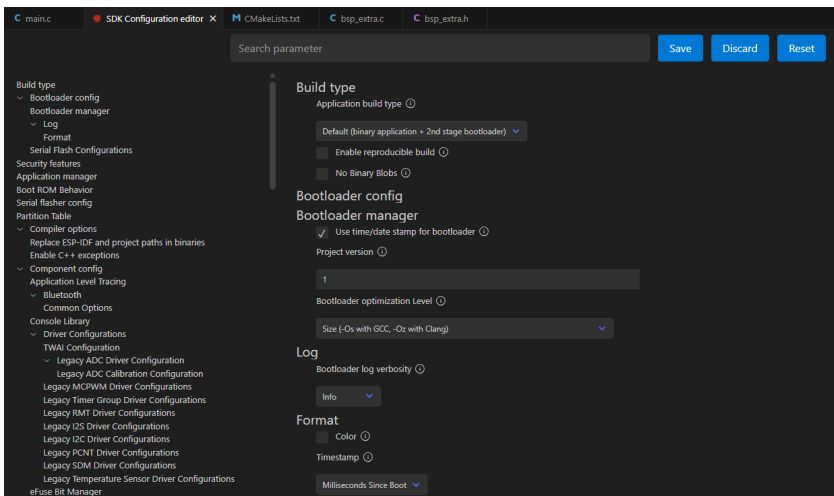 C main.c
SDK Configuration editor ×
M CMakeLists.txt
C bsp_extra.c
C bsp_extra.h
Search parameter
Save
Discard
Reset
Build type
Bootloader config
Bootloader manager
Log
Format
Serial Flash Configurations
Security features
Application manager
Boot ROM Behavior
Serial flasher config
Partition Table
Compiler options
Replace ESP-IDF and project paths in binaries
Enable C++ exceptions
Component config
Application Level Tracing
Bluetooth
Common Options
Console Library
Driver Configurations
TWAI Configuration
Legacy ADC Driver Configuration
Legacy ADC Calibration Configuration
Legacy MCPWM Driver Configurations
Legacy Timer Group Driver Configurations
Legacy RMT Driver Configurations
Legacy I2S Driver Configurations
Legacy I2C Driver Configurations
Legacy PCNT Driver Configurations
Legacy SDM Driver Configurations
Legacy Temperature Sensor Driver Configurations
eFuse Bit Manager
Build type
Application build type
Default (binary application + 2nd stage bootloader)
Enable reproducible build
No Binary Blobs
Bootloader config
Bootloader manager
Use time/date stamp for bootloader
Project version
1
Bootloader optimization Level
Size (-Os with GCC, -Oz with Clang)
Log
Bootloader log verbosity
Info
Format
Color
Timestamp
Milliseconds Since Boot